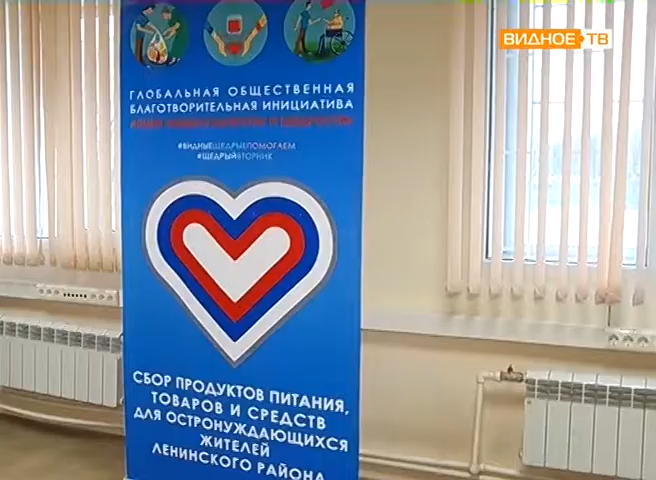 ВИДНОЕ ТВ
ГЛОБАЛЬНАЯ ОБЩЕСТВЕННАЯ
БЛАГОТВОРИТЕЛЬНАЯ ИНИЦИАТИВА
#ВИДНЫЕЩЕДРЫЕПОМОГАЕМ
#ЩЕДРЫЙВТОРНИК
СБОР ПРОДУКТОВ ПИТАНИЯ,
ТОВАРОВ И СРЕДСТВ
ДЛЯ ОСТРОНУЖДАЮЩИХСЯ
ЖИТЕЛЕЙ
ЛЕНИНСКОГО РАЙОНА